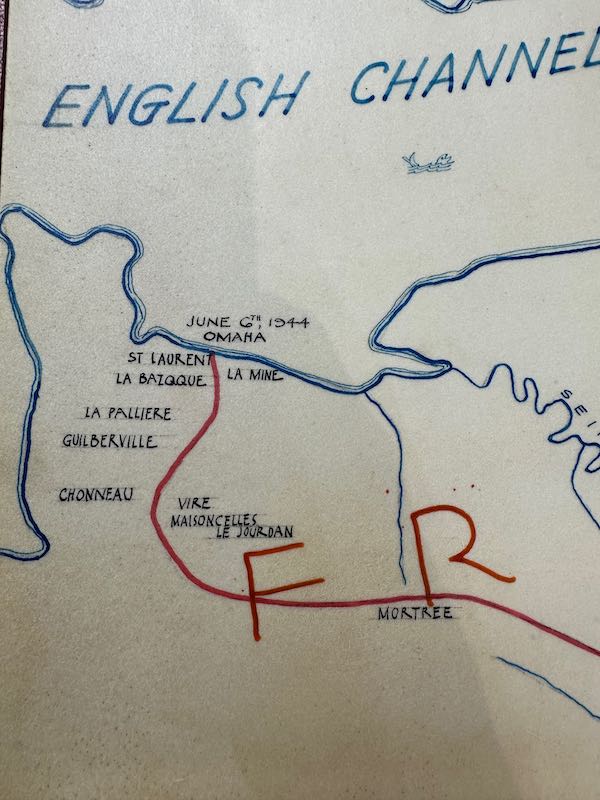 ENGLISH CHANNEL
JUNE 6TH, 1944
OMAHA
ST LAURENT
LA BAZOQUE
LA MINE
LA PALLIERE
GUILBERVILLE
CHONNEAU
VIRE
MAISONCELLES
LE JOURDAN
SEI
F R
MORTREE